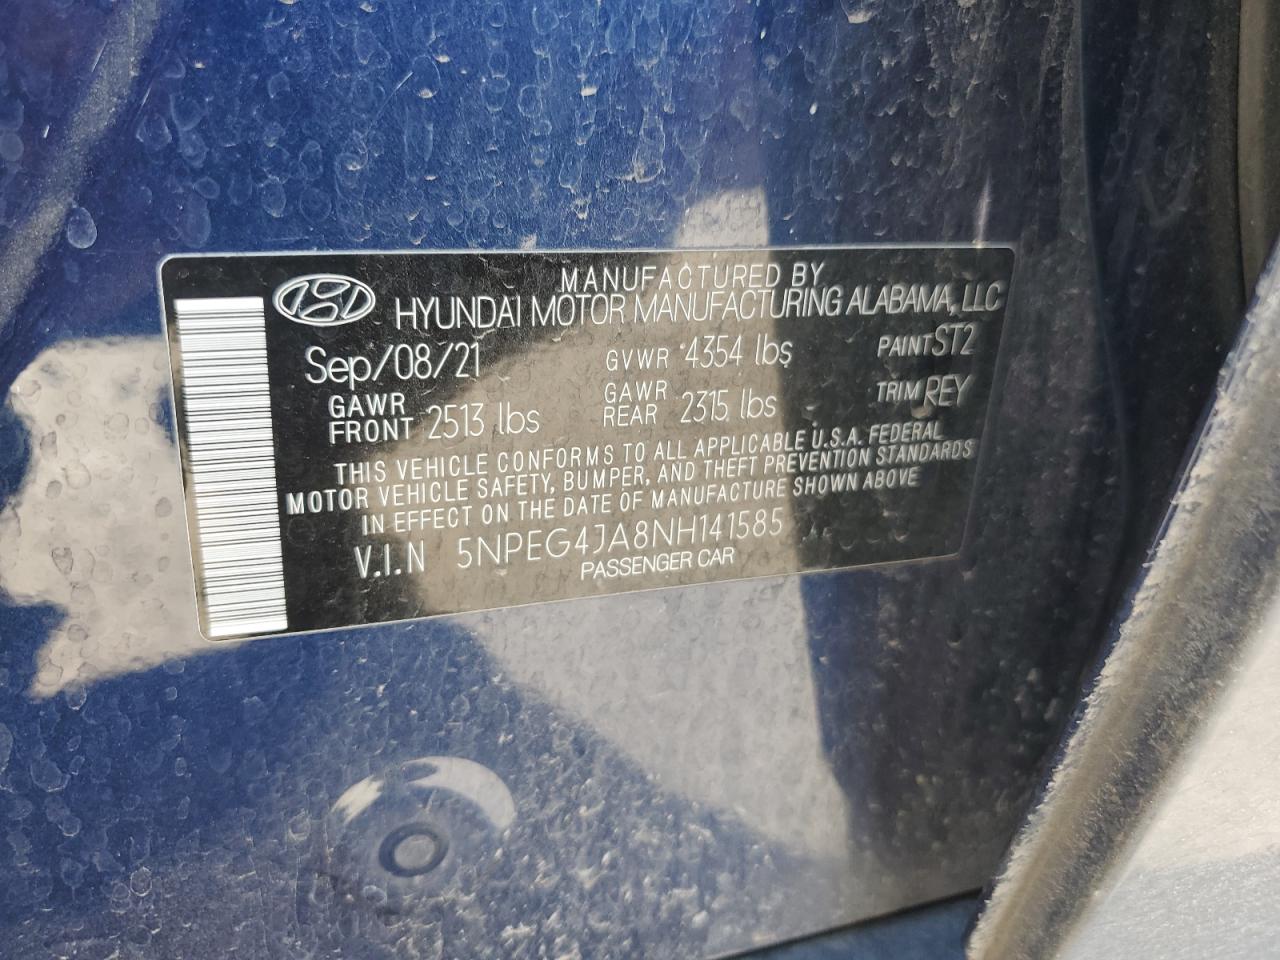 MANUFACTURED BY
HYUNDAI MOTOR MANUFACTURING ALABAMA, LLC
Sep/08/21 GVWR 4354 lbs PAINT ST2
GAWR FRONT 2513 lbs GAWR REAR 2315 lbs TRIM REY
THIS VEHICLE CONFORMS TO ALL APPLICABLE U.S.A. FEDERAL
MOTOR VEHICLE SAFETY, BUMPER, AND THEFT PREVENTION STANDARDS
IN EFFECT ON THE DATE OF MANUFACTURE SHOWN ABOVE
V.I.N 5NPEG4JA8NH141585
PASSENGER CAR